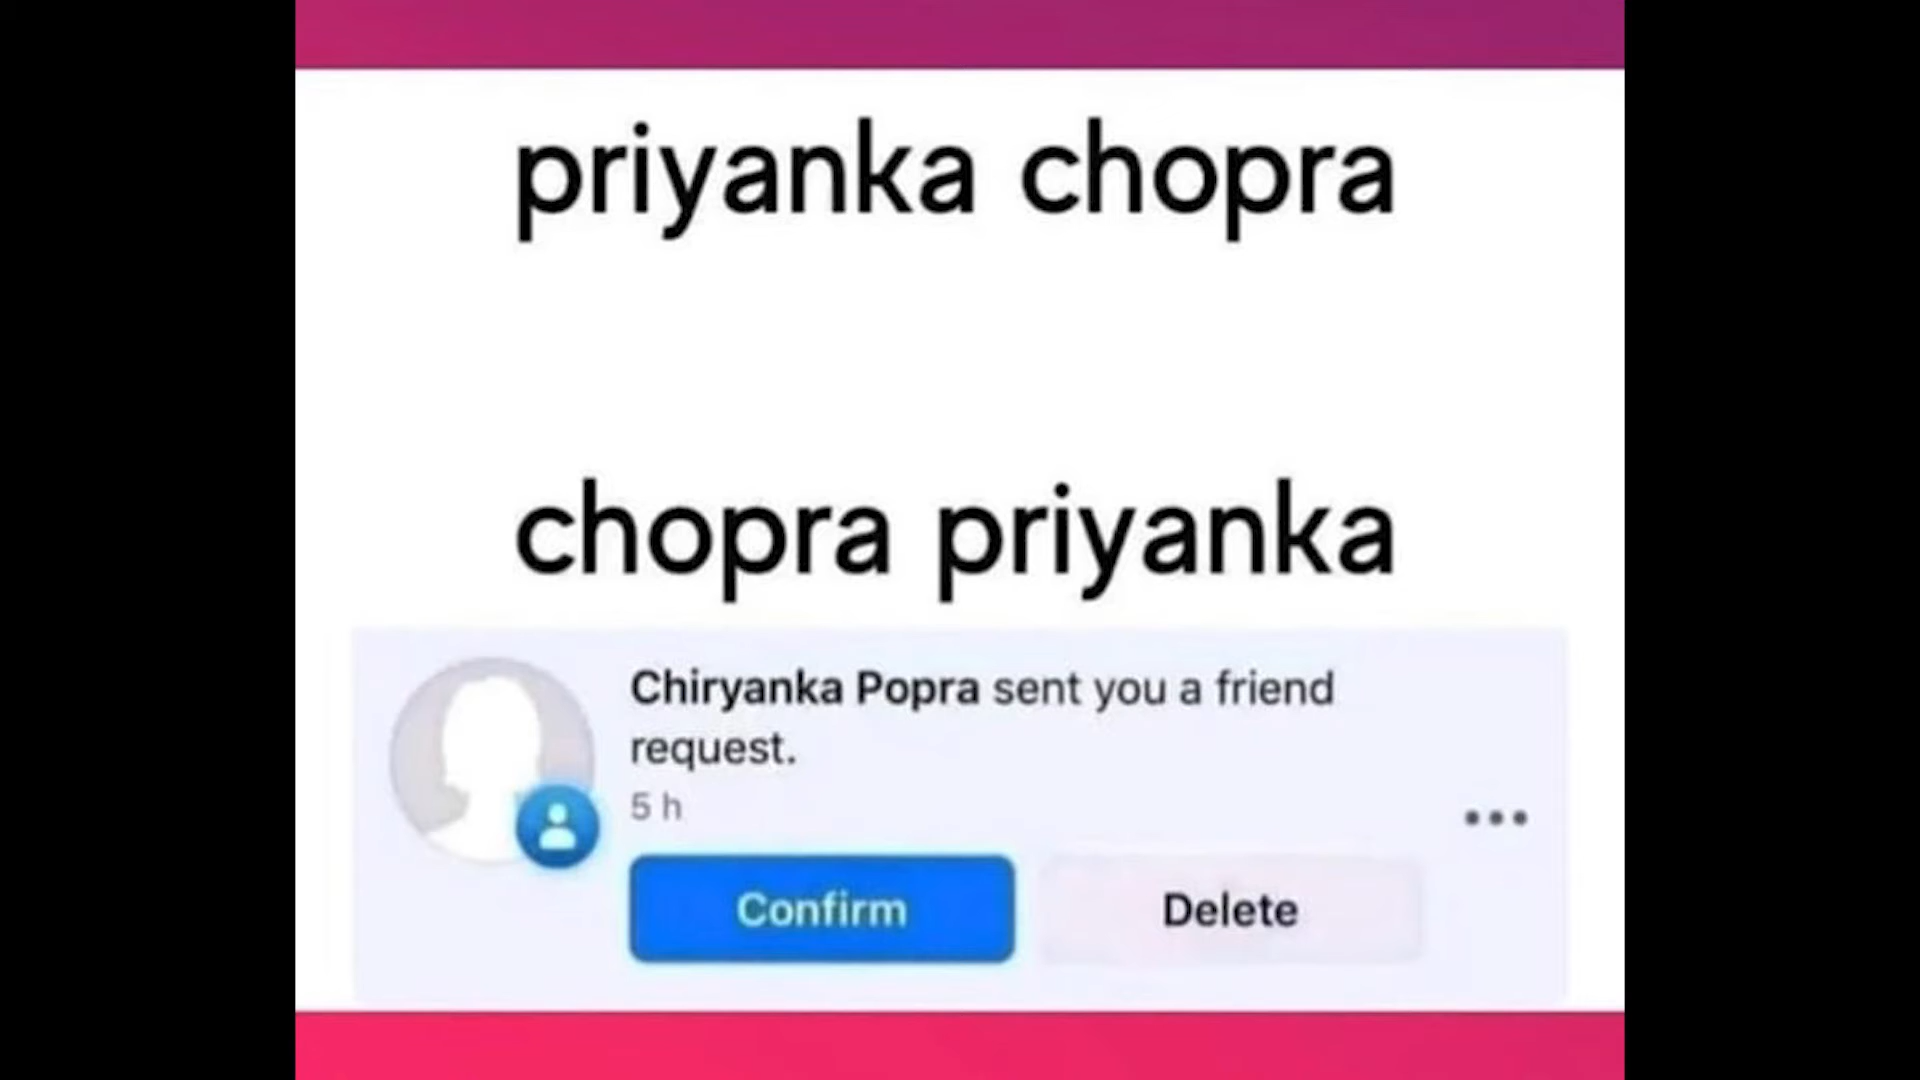 priyanka chopra
chopra priyanka
Chiryanka Popra sent you a friend
request.
5 h
Confirm Delete